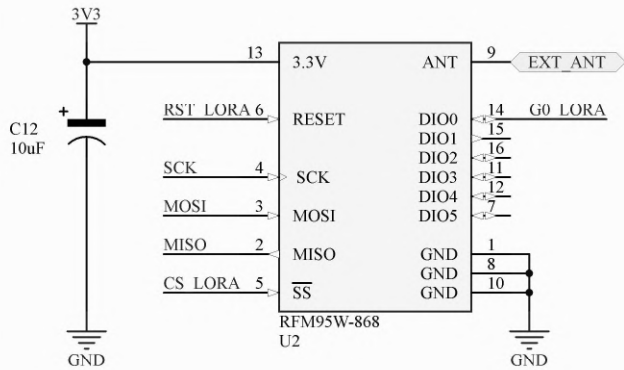 3V3
13 3.3V ANT 9 EXT_ANT
RST_LORA 6 RESET DIO0 14 G0_LORA
DIO1 15
C12
10uF
DIO2 16
SCK 4 SCK DIO3 11
DIO4 12
MOSI 3 MOSI DIO5 7
MISO 2 MISO GND 1
GND 8
CS_LORA 5 SS GND 10
RFM95W-868
U2
GND
GND